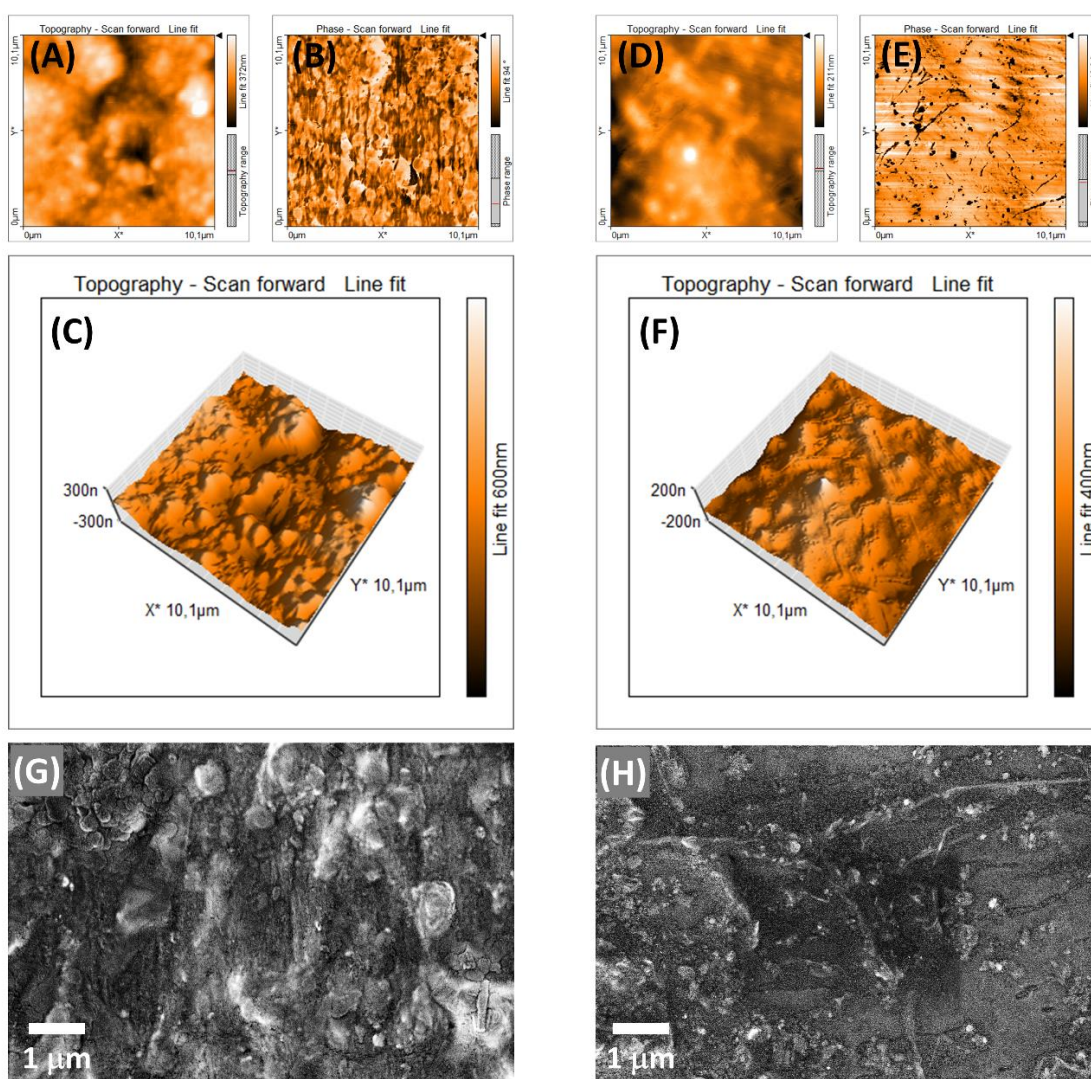 Topography - Scan forward Line fit
(A)
10,1µm
Y*
0µm
0µm X* 10,1µm
Line fit 372nm
Topography range
Phase - Scan forward Line fit
(B)
10,1µm
Y*
0µm
0µm X* 10,1µm
Line fit 94 °
Phase range
Topography - Scan forward Line fit
(D)
10,1µm
Y*
0µm
0µm X* 10,1µm
Line fit 211nm
Topography range
Phase - Scan forward Line fit
(E)
10,1µm
Y*
0µm
0µm X* 10,1µm
Topography - Scan forward Line fit
(C)
300n
-300n
X* 10,1µm
Y* 10,1µm
Line fit 600nm
Topography - Scan forward Line fit
(F)
200n
-200n
X* 10,1µm
Y* 10,1µm
Line fit 400nm
(G)
1 µm
(H)
1 µm